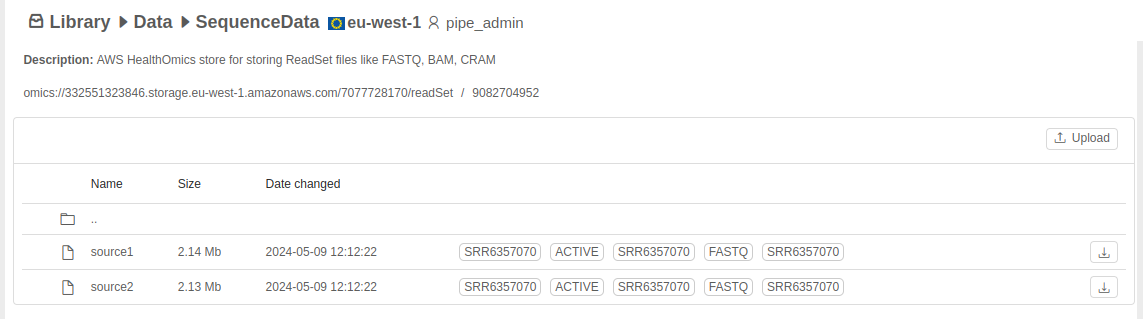 Library Data SequenceData eu-west-1 pipe_admin
Description: AWS HealthOmics store for storing ReadSet files like FASTQ, BAM, CRAM
omics://332551323846.storage.eu-west-1.amazonaws.com/7077728170/readSet / 9082704952
Upload
Name Size Date changed
..
source1 2.14 Mb 2024-05-09 12:12:22 SRR6357070 ACTIVE SRR6357070 FASTQ SRR6357070
source2 2.13 Mb 2024-05-09 12:12:22 SRR6357070 ACTIVE SRR6357070 FASTQ SRR6357070